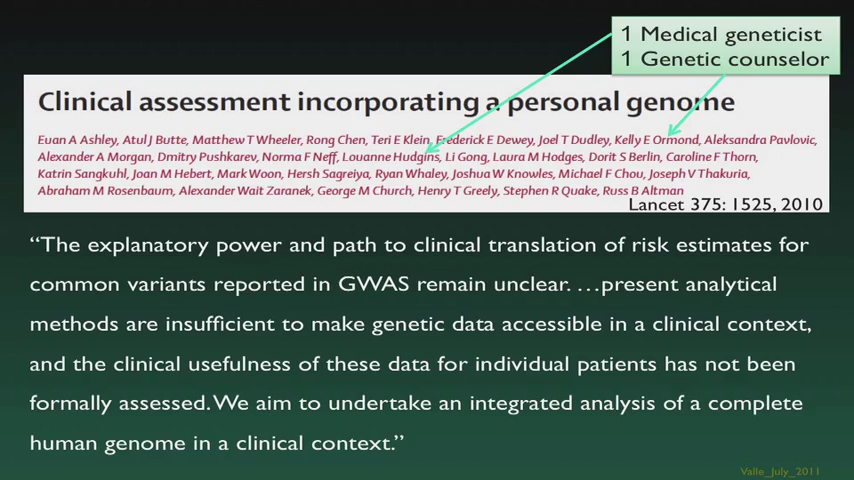 1 Medical geneticist
1 Genetic counselor
Clinical assessment incorporating a personal genome
Euan A Ashley, Atul J Butte, Matthew T Wheeler, Rong Chen, Teri E Klein, Frederick E Dewey, Joel T Dudley, Kelly E Ormond, Aleksandra Pavlovic,
Alexander A Morgan, Dmitry Pushkarev, Norma F Neff, Louanne Hudgins, Li Gong, Laura M Hodges, Dorit S Berlin, Caroline F Thorn,
Katrin Sangkuhl, Joan M Hebert, Mark Woon, Hersh Sagreiya, Ryan Whaley, Joshua W Knowles, Michael F Chou, Joseph V Thakuria,
Abraham M Rosenbaum, Alexander Wait Zaranek, George M Church, Henry T Greely, Stephen R Quake, Russ B Altman
Lancet 375: 1525, 2010
“The explanatory power and path to clinical translation of risk estimates for
common variants reported in GWAS remain unclear. …present analytical
methods are insufficient to make genetic data accessible in a clinical context,
and the clinical usefulness of these data for individual patients has not been
formally assessed. We aim to undertake an integrated analysis of a complete
human genome in a clinical context.”
Valle_July_2011